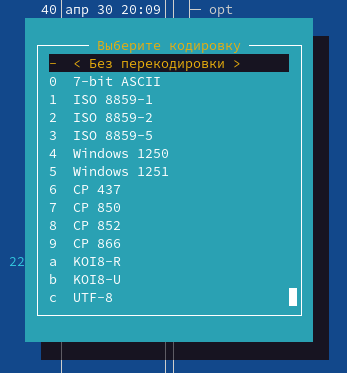 40 апр 30 20:09 opt
Выберите кодировку
- < Без перекодировки >
0 7-bit ASCII
1 ISO 8859-1
2 ISO 8859-2
3 ISO 8859-5
4 Windows 1250
5 Windows 1251
6 CP 437
7 CP 850
8 CP 852
9 CP 866
22
a KOI8-R
b KOI8-U
c UTF-8